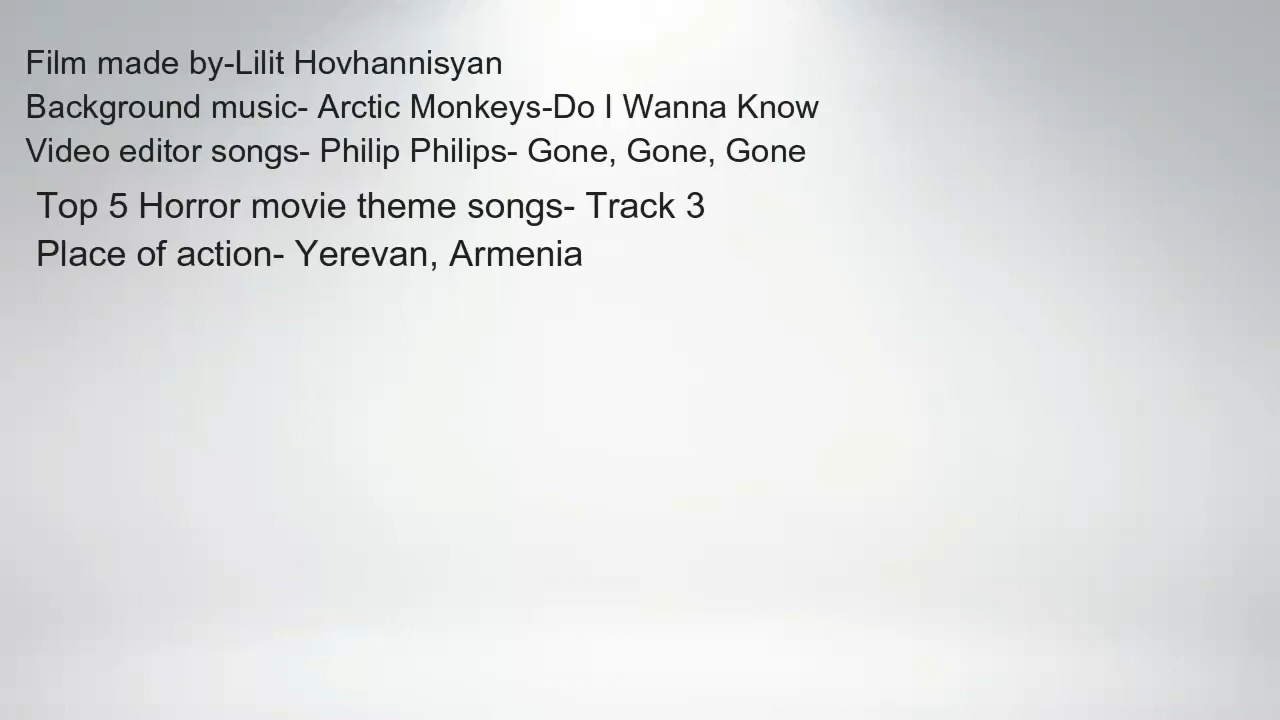 Film made by-Lilit Hovhannisyan
Background music- Arctic Monkeys-Do I Wanna Know
Video editor songs- Philip Philips- Gone, Gone, Gone
Top 5 Horror movie theme songs- Track 3
Place of action- Yerevan, Armenia